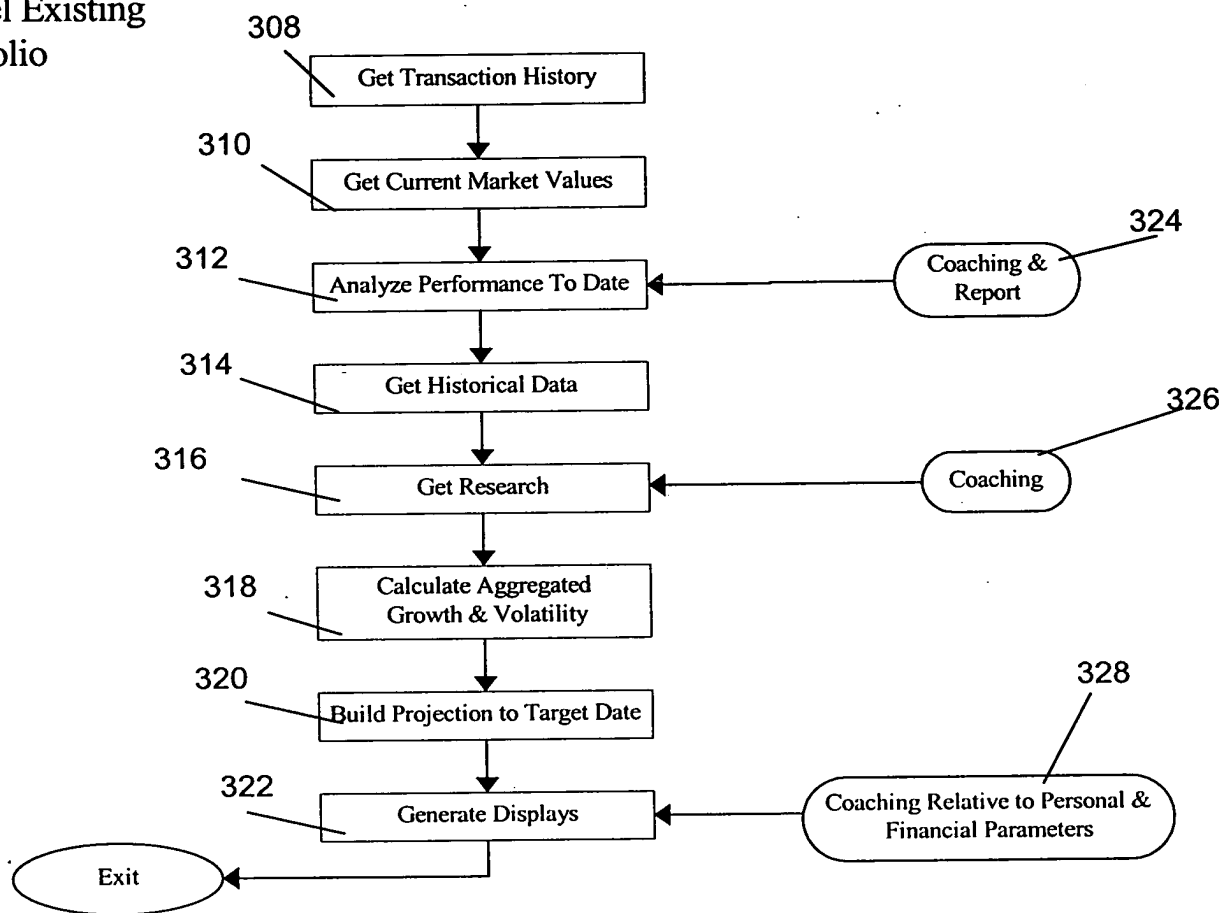 Existing
308
Get Transaction History
310
Get Current Market Values
324
312
Analyze Performance To Date
Coaching &
Report
314
Get Historical Data
326
316
Get Research
Coaching
318
Calculate Aggregated
Growth & Volatility
320
Build Projection to Target Date
328
322
Generate Displays
Coaching Relative to Personal &
Financial Parameters
Exit